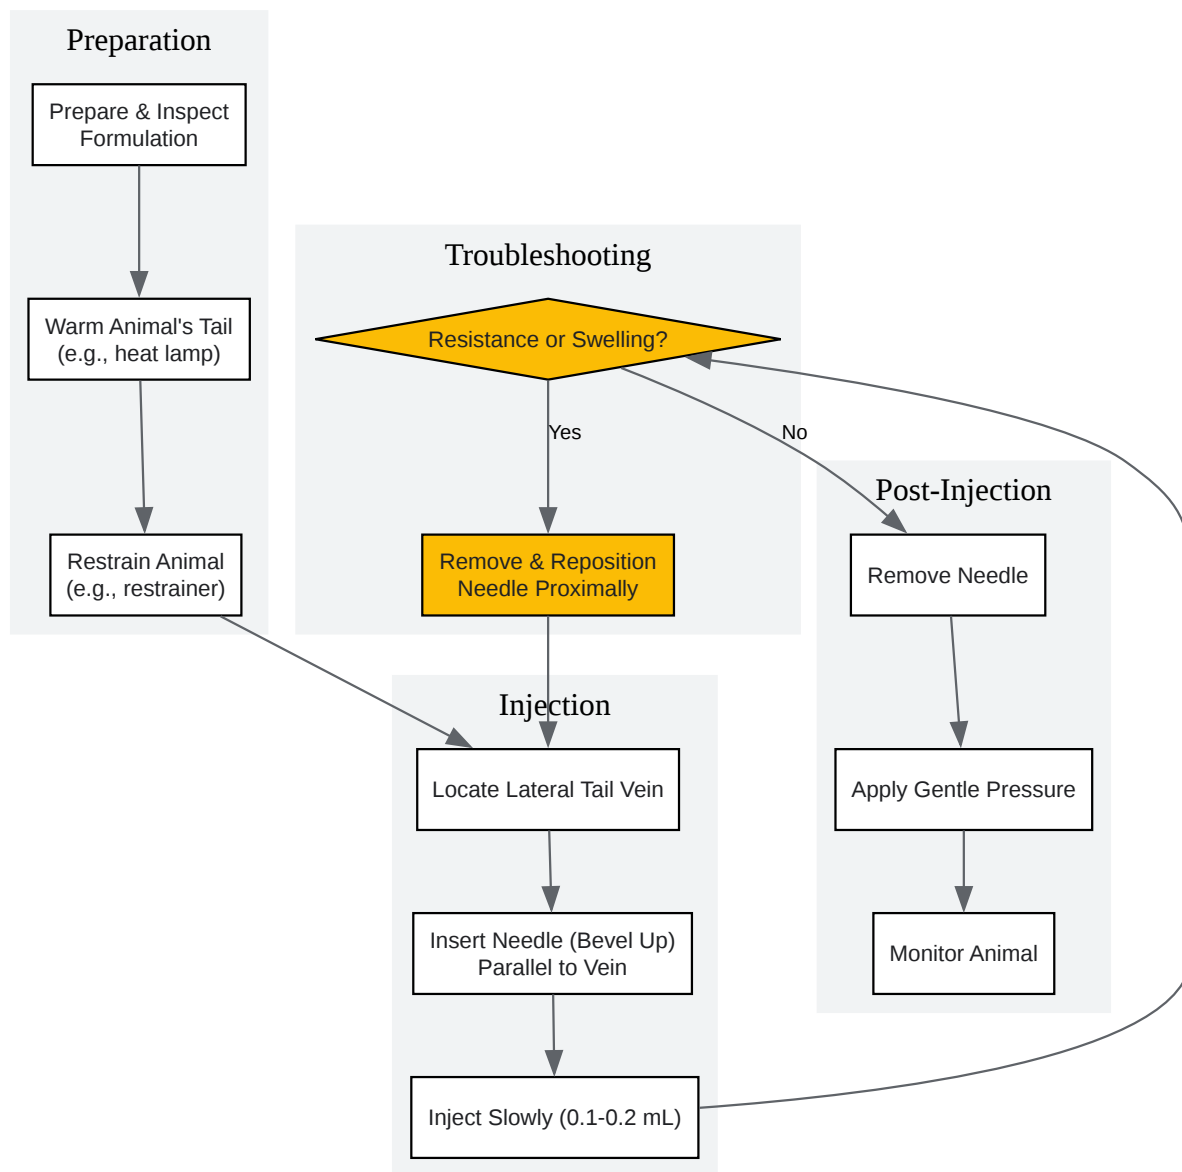 Preparation
Prepare & Inspect
Formulation
Warm Animal's Tail
(e.g., heat lamp)
Restrain Animal
(e.g., restrainer)
Troubleshooting
Resistance or Swelling?
Yes
No
Remove & Reposition
Needle Proximally
Injection
Locate Lateral Tail Vein
Insert Needle (Bevel Up)
Parallel to Vein
Inject Slowly (0.1-0.2 mL)
Post-Injection
Remove Needle
Apply Gentle Pressure
Monitor Animal